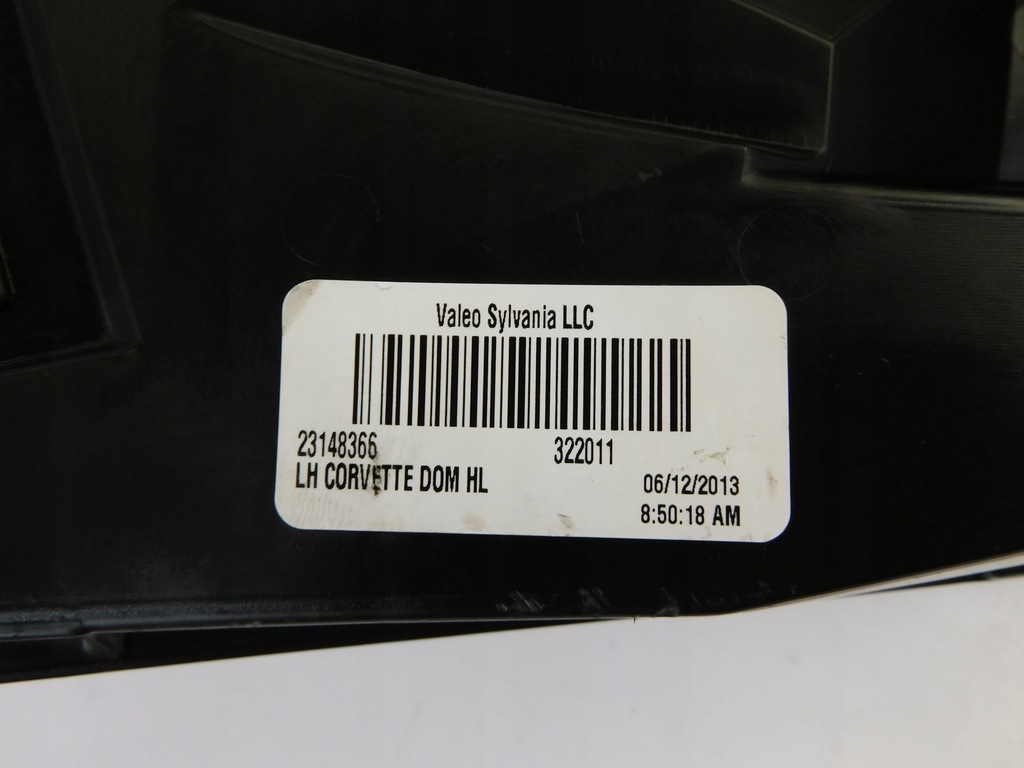 Valeo Sylvania LLC
23148366 322011
LH CORVETTE DOM HL 06/12/2013
8:50:18 AM